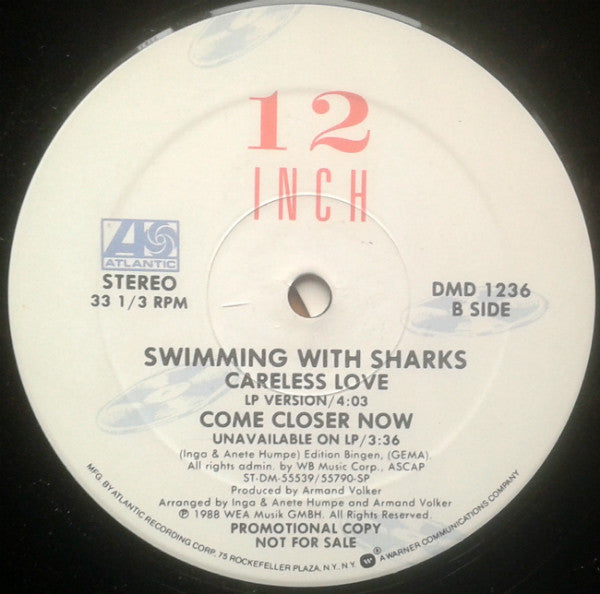 12
INCH
ATLANTIC
STEREO
33 1/3 RPM
DMD 1236
B SIDE
SWIMMING WITH SHARKS
CARELESS LOVE
LP VERSION/4:03
COME CLOSER NOW
UNAVAILABLE ON LP/3:36
(Inga & Anete Humpe) Edition Bingen, (GEMA).
All rights admin. by WB Music Corp., ASCAP
ST-DM-55539/55790-SP
Produced by Armand Volker
Arranged by Inga & Anete Humpe and Armand Volker
℗ 1988 WEA Musik GMBH. All Rights Reserved.
PROMOTIONAL COPY
NOT FOR SALE
MFG. BY ATLANTIC RECORDING CORP., 75 ROCKEFELLER PLAZA, N.Y., N.Y. ® A WARNER COMMUNICATIONS COMPANY